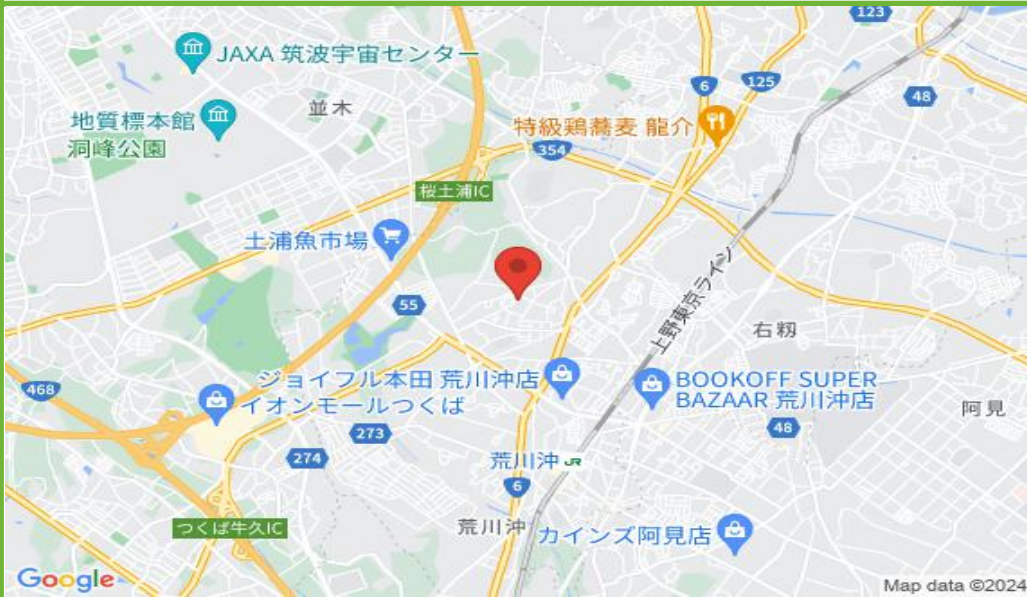 123
JAXA 筑波宇宙センター
6
125
並木
48
地質標本館
洞峰公園
特級鶏蕎麦 龍介
354
桜土浦IC
土浦魚市場
55
上野東京ライン
右籾
468
ジョイフル本田 荒川沖店
イオンモールつくば
BOOKOFF SUPER
BAZAAR 荒川沖店
阿見
273
48
274
荒川沖 JR
6
つくば牛久IC
荒川沖
カインズ阿見店
Google
Map data ©2024